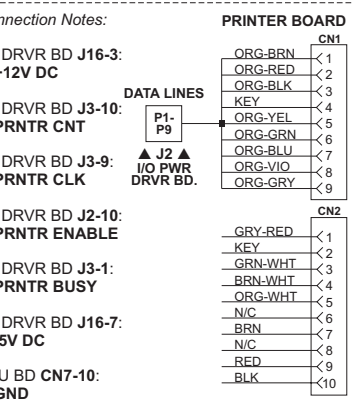 nnection Notes:
DRVR BD J16-3:
+12V DC
DRVR BD J3-10:
PRNTR CNT
DRVR BD J3-9:
PRNTR CLK
DRVR BD J2-10:
PRNTR ENABLE
DRVR BD J3-1:
PRNTR BUSY
DRVR BD J16-7:
5V DC
U BD CN7-10:
GND
DATA LINES
P1-
P9
▲ J2 ▲
I/O PWR
DRVR BD.
PRINTER BOARD
CN1
ORG-BRN 1
ORG-RED 2
ORG-BLK 3
KEY 4
ORG-YEL 5
ORG-GRN 6
ORG-BLU 7
ORG-VIO 8
ORG-GRY 9
CN2
GRY-RED 1
KEY 2
GRN-WHT 3
BRN-WHT 4
ORG-WHT 5
N/C 6
BRN 7
N/C 8
RED 9
BLK 10